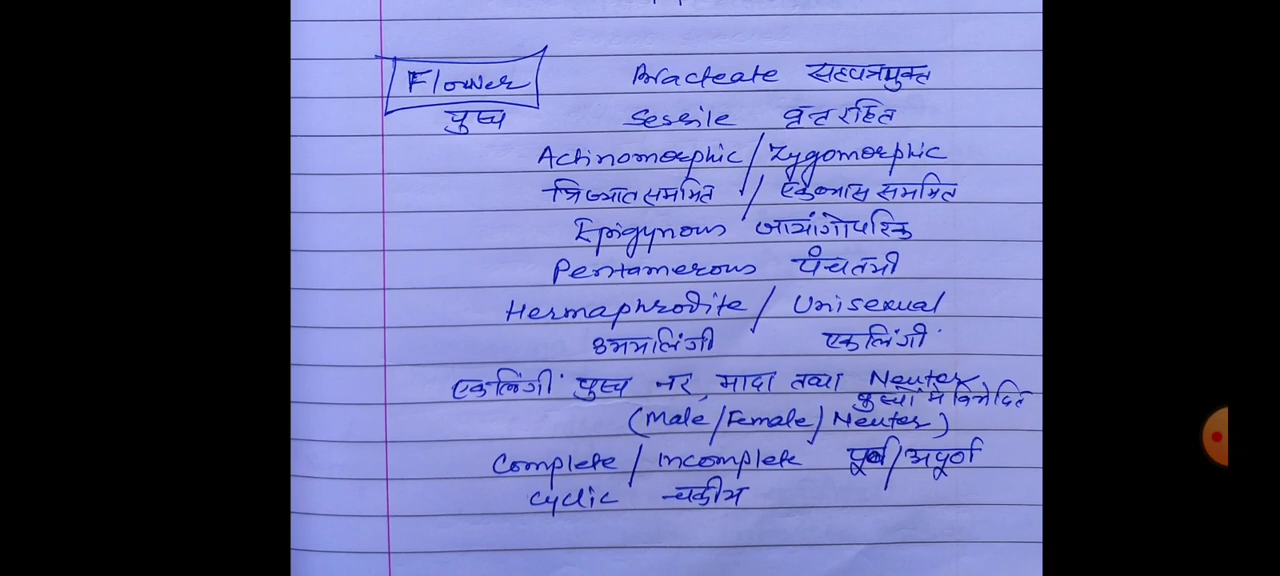 Flower
पुष्प
Bracteate सहपत्रयुक्त
Sessile वृन्त रहित
Actinomorphic / Zygomorphic
त्रिज्यात सममित / एकव्यास सममित
Epigynous जायांगोपरिक
Pentamerous पंचतयी
Hermaphrodite / Unisexual
उभयलिंगी एकलिंगी
एकलिंगी पुष्प नर, मादा तथा Neuter
पुष्पों में विभेदित
(Male/Female/Neuter)
Complete / Incomplete पूर्ण/अपूर्ण
Cyclic चक्रीय